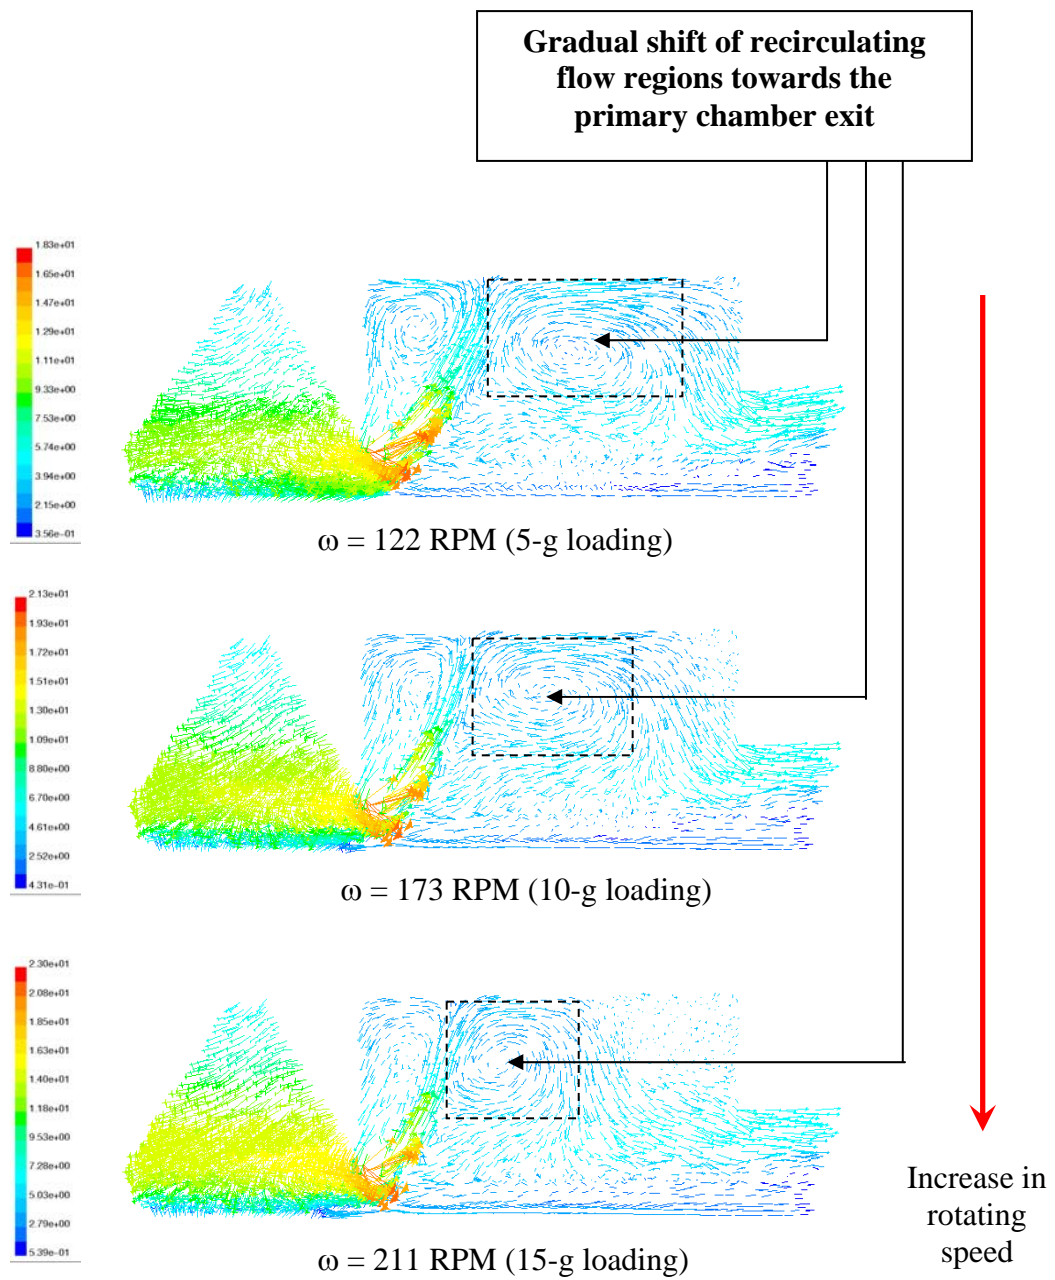 Gradual shift of recirculating
flow regions towards the
primary chamber exit
1.83e+01
1.65e+01
1.47e+01
1.29e+01
1.11e+01
9.33e+00
7.53e+00
5.74e+00
3.94e+00
2.15e+00
3.56e-01
ω = 122 RPM (5-g loading)
2.13e+01
1.93e+01
1.72e+01
1.51e+01
1.30e+01
1.09e+01
8.80e+00
6.70e+00
4.61e+00
2.52e+00
4.31e-01
ω = 173 RPM (10-g loading)
2.30e+01
2.08e+01
1.85e+01
1.63e+01
1.40e+01
1.18e+01
9.53e+00
7.28e+00
5.03e+00
2.79e+00
5.39e-01
ω = 211 RPM (15-g loading)
Increase in
rotating
speed